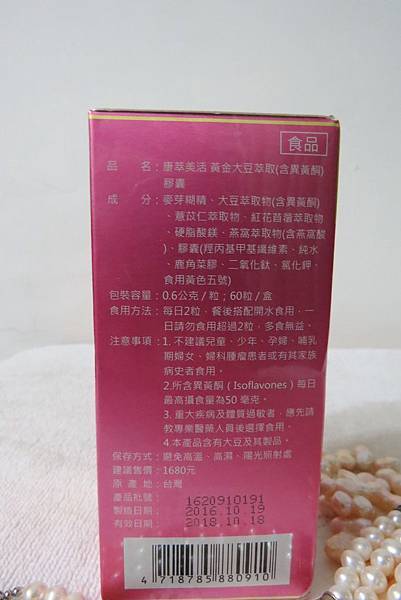 食品
品 名：康萃美活 黃金大豆萃取(含異黃酮)
膠囊
成 分：麥芽糊精、大豆萃取物(含異黃酮)
、薏苡仁萃取物、紅花苜蓿萃取物
、硬脂酸鎂、燕窩萃取物(含燕窩酸
)、膠囊(羥丙基甲基纖維素、純水
、鹿角菜膠、二氧化鈦、氯化鉀、
食用黃色五號)
包裝容量：0.6公克/粒；60粒/盒
食用方法：每日2粒，餐後搭配開水食用，一
日請勿食用超過2粒，多食無益。
注意事項：1.不建議兒童、少年、孕婦、哺乳
期婦女、婦科腫瘤患者或有其家族
病史者食用。
2.所含異黃酮（Isoflavones）每日
最高攝食量為50 毫克。
3.重大疾病及體質過敏者，應先請
教專業醫藥人員後選擇食用。
4.本產品含有大豆及其製品。
保存方式：避免高溫、高濕、陽光照射處
建議售價：1680元
原 產 地：台灣
產品批號：1620910191
製造日期：2016.10.19
有效日期：2018.10.18
4 718785 880910